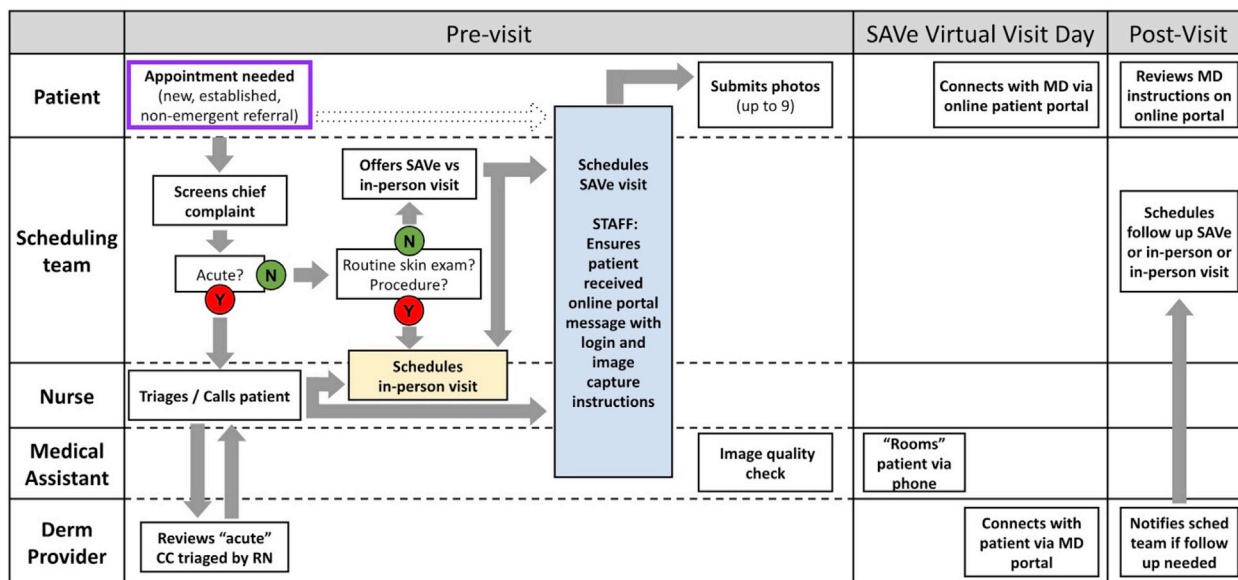 Pre-visit
SAVe Virtual Visit Day
Post-Visit
Patient
Appointment needed
(new, established,
non-emergent referral)
Submits photos
(up to 9)
Connects with MD via
online patient portal
Reviews MD
instructions on
online portal
Scheduling
team
Screens chief
complaint
Acute?
N
Y
Offers SAVe vs
in-person visit
N
Routine skin exam?
Procedure?
Y
Schedules
in-person visit
Schedules
SAVe visit
STAFF:
Ensures
patient
received
online portal
message with
login and
image
capture
instructions
Schedules
follow up SAVe
or in-person or
in-person visit
Nurse
Triages / Calls patient
Medical
Assistant
Image quality
check
“Rooms”
patient via
phone
Derm
Provider
Reviews “acute”
CC triaged by RN
Connects with
patient via MD
portal
Notifies sched
team if follow
up needed